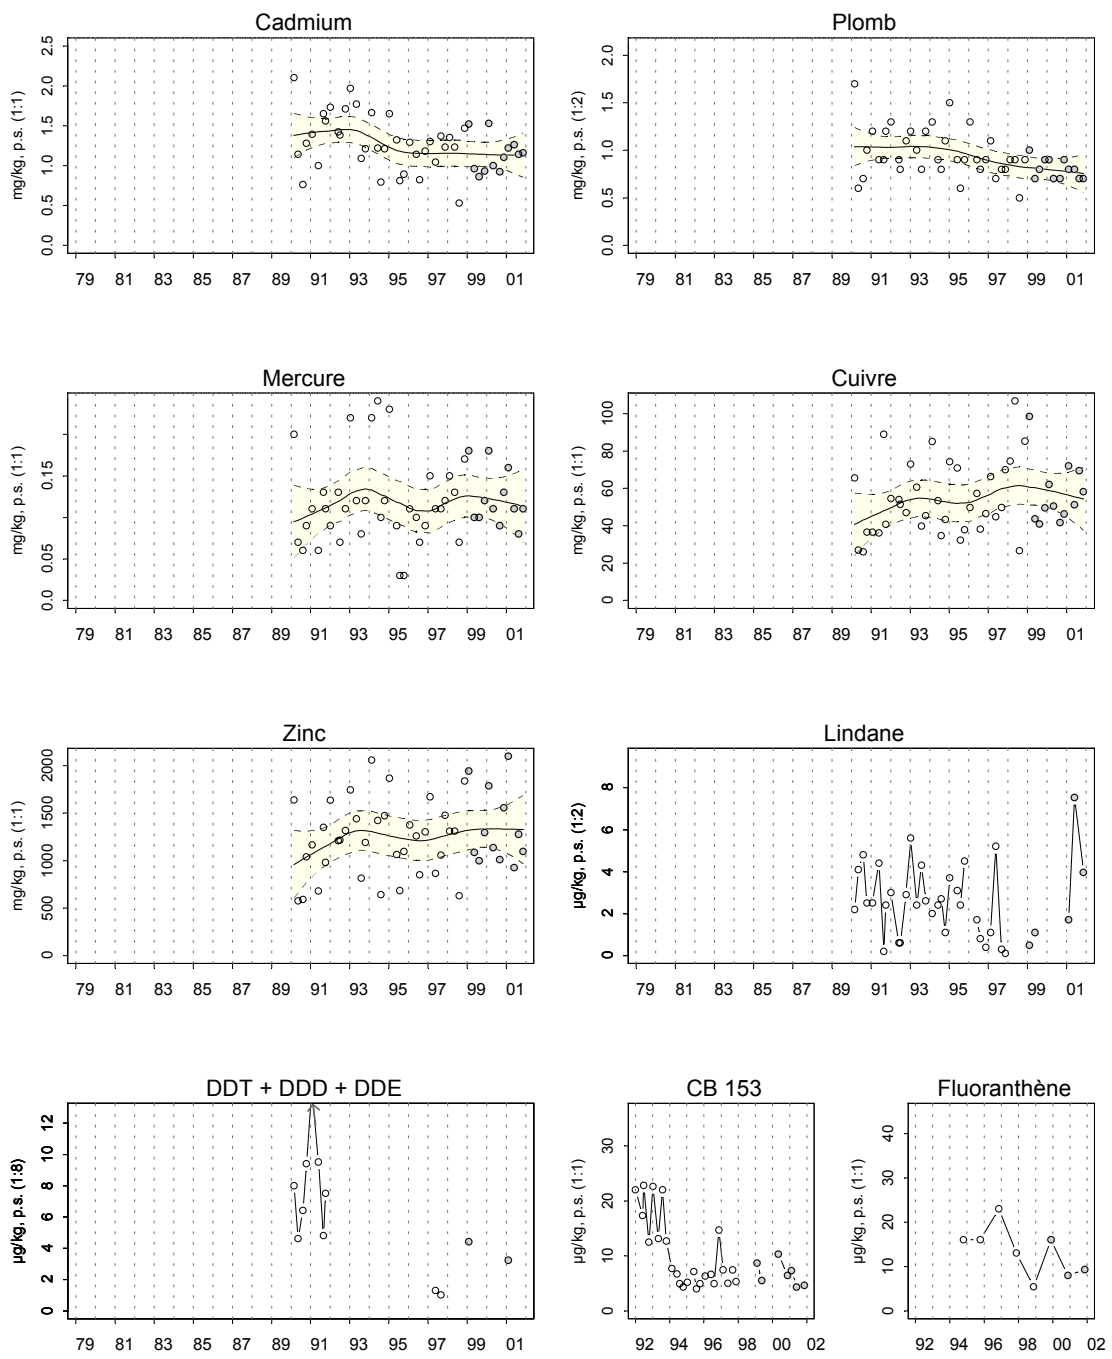 Cadmium
mg/kg, p.s. (1:1)
0.0 0.5 1.0 1.5 2.0 2.5
79 81 83 85 87 89 91 93 95 97 99 01
Plomb
mg/kg, p.s. (1:2)
0.0 0.5 1.0 1.5 2.0
79 81 83 85 87 89 91 93 95 97 99 01
Mercure
mg/kg, p.s. (1:1)
0.0 0.05 0.15
79 81 83 85 87 89 91 93 95 97 99 01
Cuivre
mg/kg, p.s. (1:1)
0 20 40 60 80 100
79 81 83 85 87 89 91 93 95 97 99 01
Zinc
mg/kg, p.s. (1:1)
0 500 1000 1500 2000
79 81 83 85 87 89 91 93 95 97 99 01
Lindane
µg/kg, p.s. (1:2)
0 2 4 6 8
79 81 83 85 87 89 91 93 95 97 99 01
DDT + DDD + DDE
µg/kg, p.s. (1:8)
0 2 4 6 8 10 12
79 81 83 85 87 89 91 93 95 97 99 01
CB 153
µg/kg, p.s. (1:1)
0 10 20 30
92 94 96 98 00 02
Fluoranthène
µg/kg, p.s. (1:1)
0 10 20 30 40
92 94 96 98 00 02